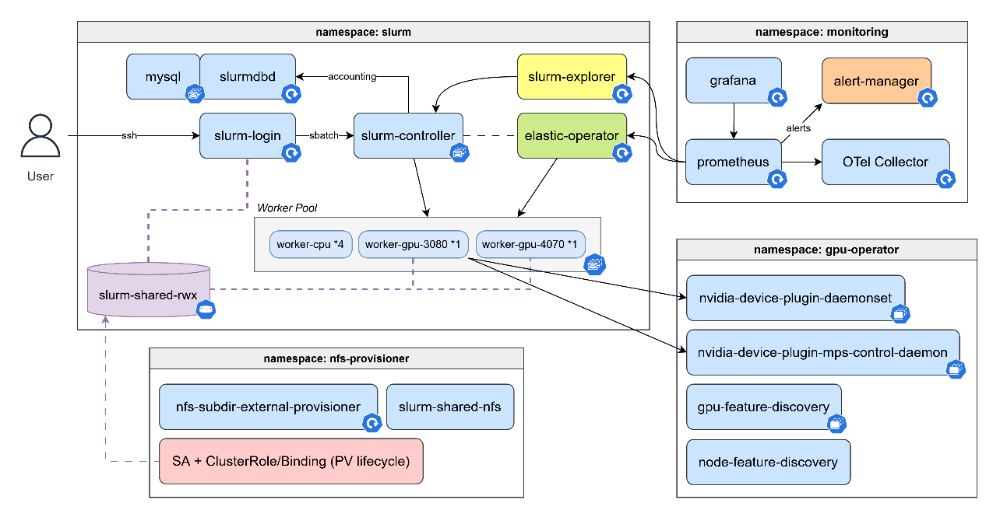 namespace: slurm
mysql
slurmdbd
accounting
slurm-explorer
ssh
slurm-login
sbatch
slurm-controller
elastic-operator
User
Worker Pool
worker-cpu *4
worker-gpu-3080 *1
worker-gpu-4070 *1
slurm-shared-rwx
namespace: monitoring
grafana
alert-manager
alerts
prometheus
OTel Collector
namespace: gpu-operator
nvidia-device-plugin-daemonset
nvidia-device-plugin-mps-control-daemon
gpu-feature-discovery
node-feature-discovery
namespace: nfs-provisioner
nfs-subdir-external-provisioner
slurm-shared-nfs
SA + ClusterRole/Binding (PV lifecycle)